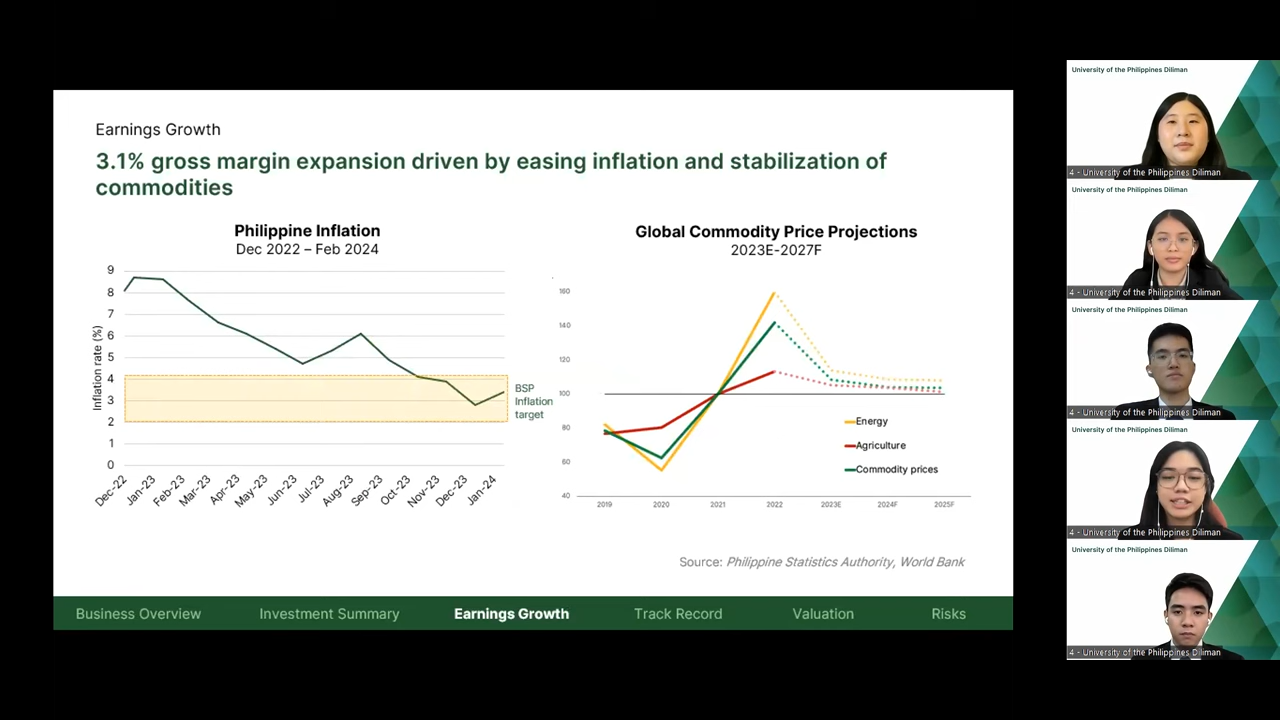 Earnings Growth
3.1% gross margin expansion driven by easing inflation and stabilization of
commodities
Philippine Inflation
Dec 2022 – Feb 2024
Inflation rate (%)
9
8
7
6
5
4
3
2
1
0
BSP
Inflation
target
Dec-22
Jan-23
Feb-23
Mar-23
Apr-23
May-23
Jun-23
Jul-23
Aug-23
Sep-23
Oct-23
Nov-23
Dec-23
Jan-24
Global Commodity Price Projections
2023E-2027F
160
140
120
100
80
60
40
Energy
Agriculture
Commodity prices
2019
2020
2021
2022
2023E
2024F
2025F
Source: Philippine Statistics Authority, World Bank
Business Overview
Investment Summary
Earnings Growth
Track Record
Valuation
Risks
University of the Philippines Diliman
4 - University of the Philippines Diliman
University of the Philippines Diliman
4 - University of the Philippines Diliman
University of the Philippines Diliman
4 - University of the Philippines Diliman
University of the Philippines Diliman
4 - University of the Philippines Diliman
University of the Philippines Diliman
4 - University of the Philippines Diliman